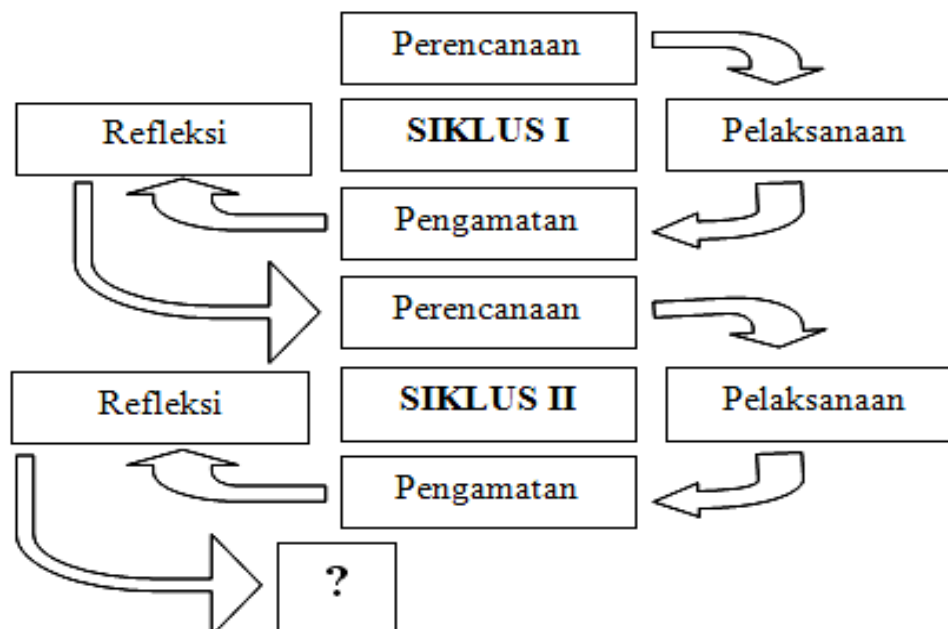 Perencanaan
Refleksi
SIKLUS I
Pelaksanaan
Pengamatan
Perencanaan
Refleksi
SIKLUS II
Pelaksanaan
Pengamatan
?